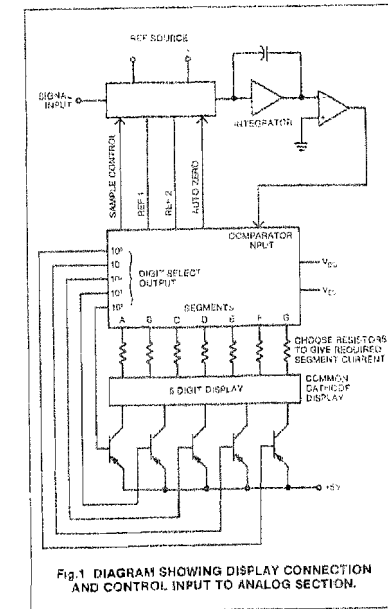 REF SOURCE
SIGNAL
INPUT
INTEGRATOR
SAMPLE CONTROL
REF 1
REF 2
AUTO ZERO
COMPARATOR
INPUT
DIGIT SELECT
OUTPUT
SEGMENTS
A B C D E F G
CHOOSE RESISTORS
TO GIVE REQUIRED
SEGMENT CURRENT
5 DIGIT DISPLAY
COMMON
CATHODE
DISPLAY
Fig.1 DIAGRAM SHOWING DISPLAY CONNECTION
AND CONTROL INPUT TO ANALOG SECTION.